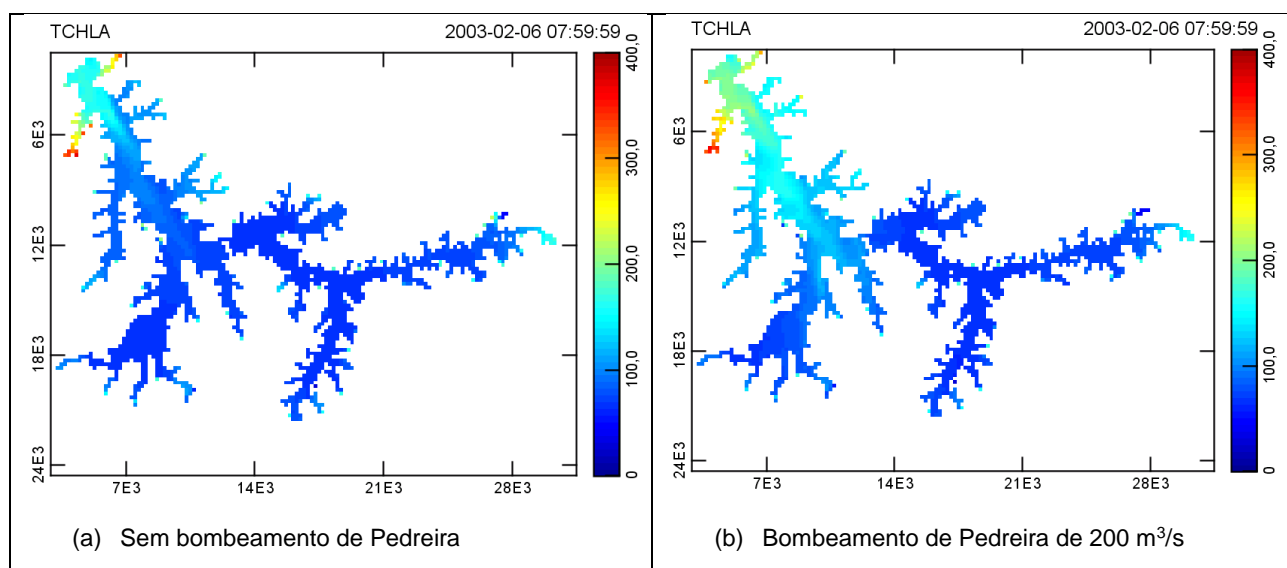 TCHLA 2003-02-06 07:59:59
400,0
300,0
200,0
100,0
0
6E3
12E3
18E3
24E3
7E3 14E3 21E3 28E3
(a) Sem bombeamento de Pedreira
TCHLA 2003-02-06 07:59:59
400,0
300,0
200,0
100,0
0
6E3
12E3
18E3
24E3
7E3 14E3 21E3 28E3
(b) Bombeamento de Pedreira de 200 m³/s